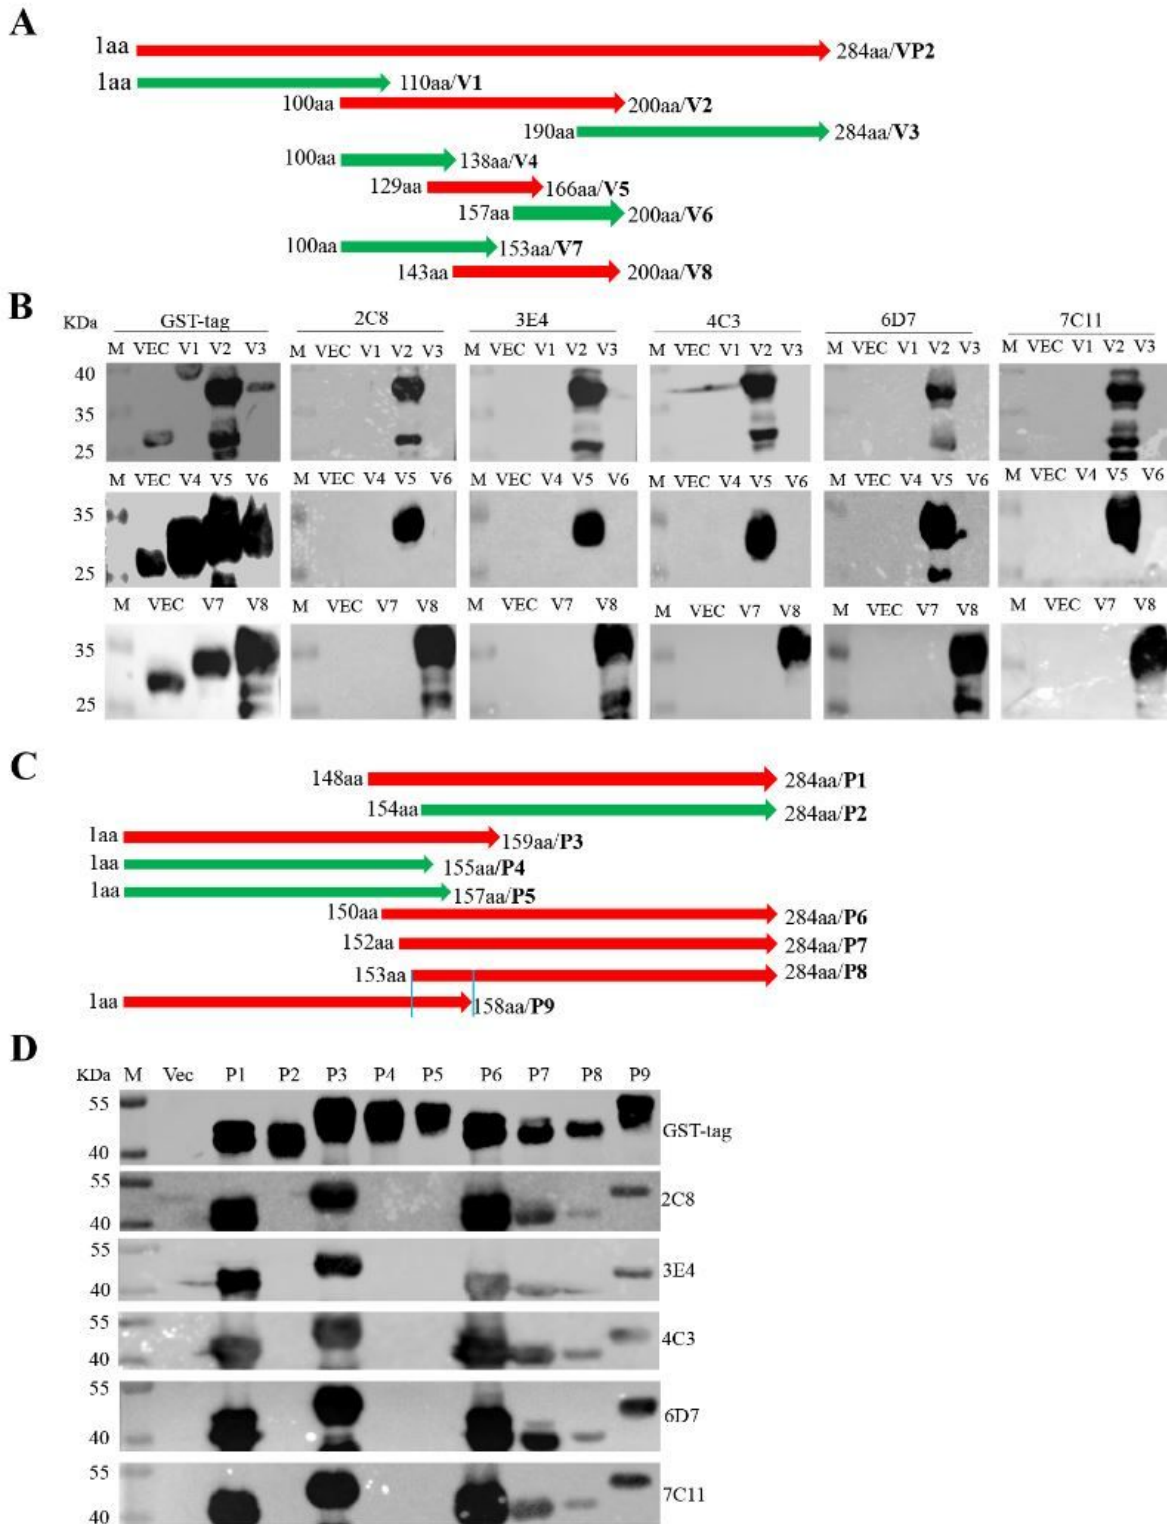 A
1aa 284aa/VP2
1aa 110aa/V1
100aa 200aa/V2
190aa 284aa/V3
100aa 138aa/V4
129aa 166aa/V5
157aa 200aa/V6
100aa 153aa/V7
143aa 200aa/V8
B
KDa GST-tag 2C8 3E4 4C3 6D7 7C11
M VEC V1 V2 V3 M VEC V1 V2 V3 M VEC V1 V2 V3 M VEC V1 V2 V3 M VEC V1 V2 V3 M VEC V1 V2 V3
40
35
25
M VEC V4 V5 V6 M VEC V4 V5 V6 M VEC V4 V5 V6 M VEC V4 V5 V6 M VEC V4 V5 V6 M VEC V4 V5 V6
35
25
M VEC V7 V8 M VEC V7 V8 M VEC V7 V8 M VEC V7 V8 M VEC V7 V8 M VEC V7 V8
35
25
C
148aa 284aa/P1
154aa 284aa/P2
1aa 159aa/P3
1aa 155aa/P4
1aa 157aa/P5
150aa 284aa/P6
152aa 284aa/P7
153aa 284aa/P8
1aa 158aa/P9
D
KDa M Vec P1 P2 P3 P4 P5 P6 P7 P8 P9
55
GST-tag
40
55
2C8
40
55
3E4
40
55
4C3
40
55
6D7
40
55
7C11
40